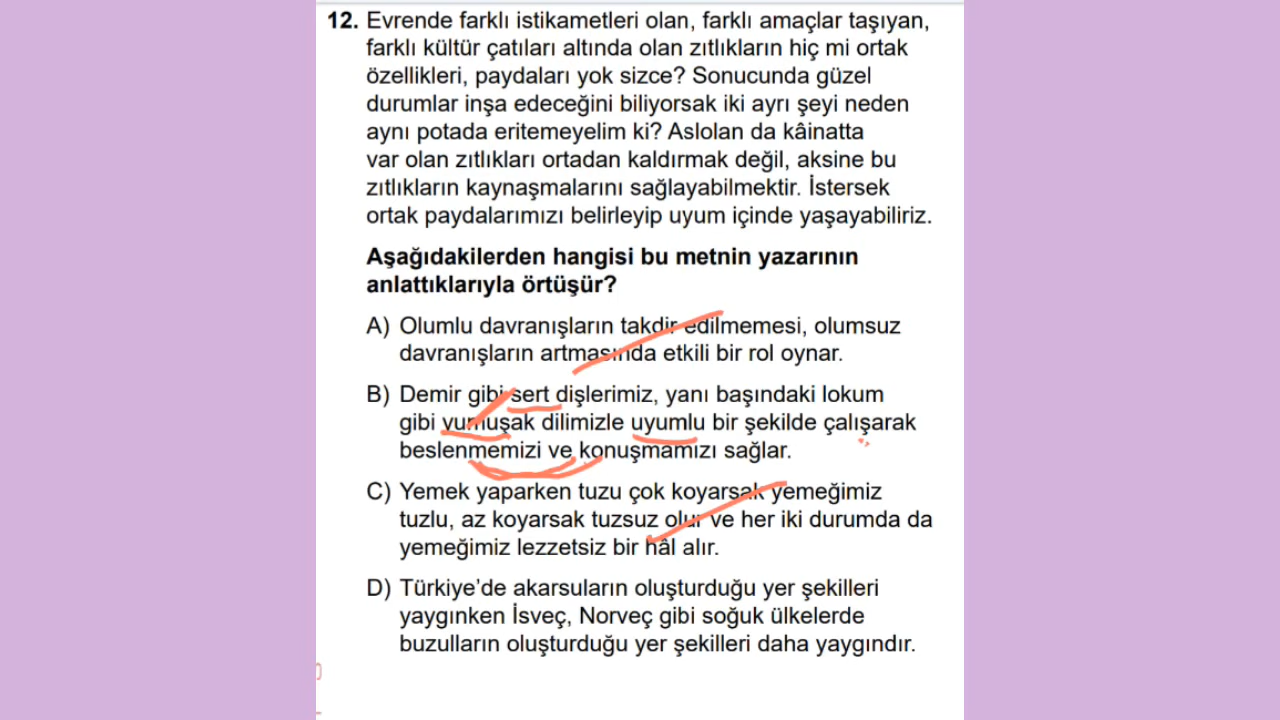 12. Evrende farklı istikametleri olan, farklı amaçlar taşıyan,
farklı kültür çatıları altında olan zıtlıkların hiç mi ortak
özellikleri, paydaları yok sizce? Sonucunda güzel
durumlar inşa edeceğini biliyorsak iki ayrı şeyi neden
aynı potada eritemeyelim ki? Aslolan da kâinatta
var olan zıtlıkları ortadan kaldırmak değil, aksine bu
zıtlıkların kaynaşmalarını sağlayabilmektir. İstersek
ortak paydalarımızı belirleyip uyum içinde yaşayabiliriz.
Aşağıdakilerden hangisi bu metnin yazarının
anlattıklarıyla örtüşür?
A) Olumlu davranışların takdir edilmemesi, olumsuz
davranışların artmasında etkili bir rol oynar.
B) Demir gibi sert dişlerimiz, yanı başındaki lokum
gibi yumuşak dilimizle uyumlu bir şekilde çalışarak
beslenmemizi ve konuşmamızı sağlar.
C) Yemek yaparken tuzu çok koyarsak yemeğimiz
tuzlu, az koyarsak tuzsuz olur ve her iki durumda da
yemeğimiz lezzetsiz bir hâl alır.
D) Türkiye’de akarsuların oluşturduğu yer şekilleri
yaygınken İsveç, Norveç gibi soğuk ülkelerde
buzulların oluşturduğu yer şekilleri daha yaygındır.